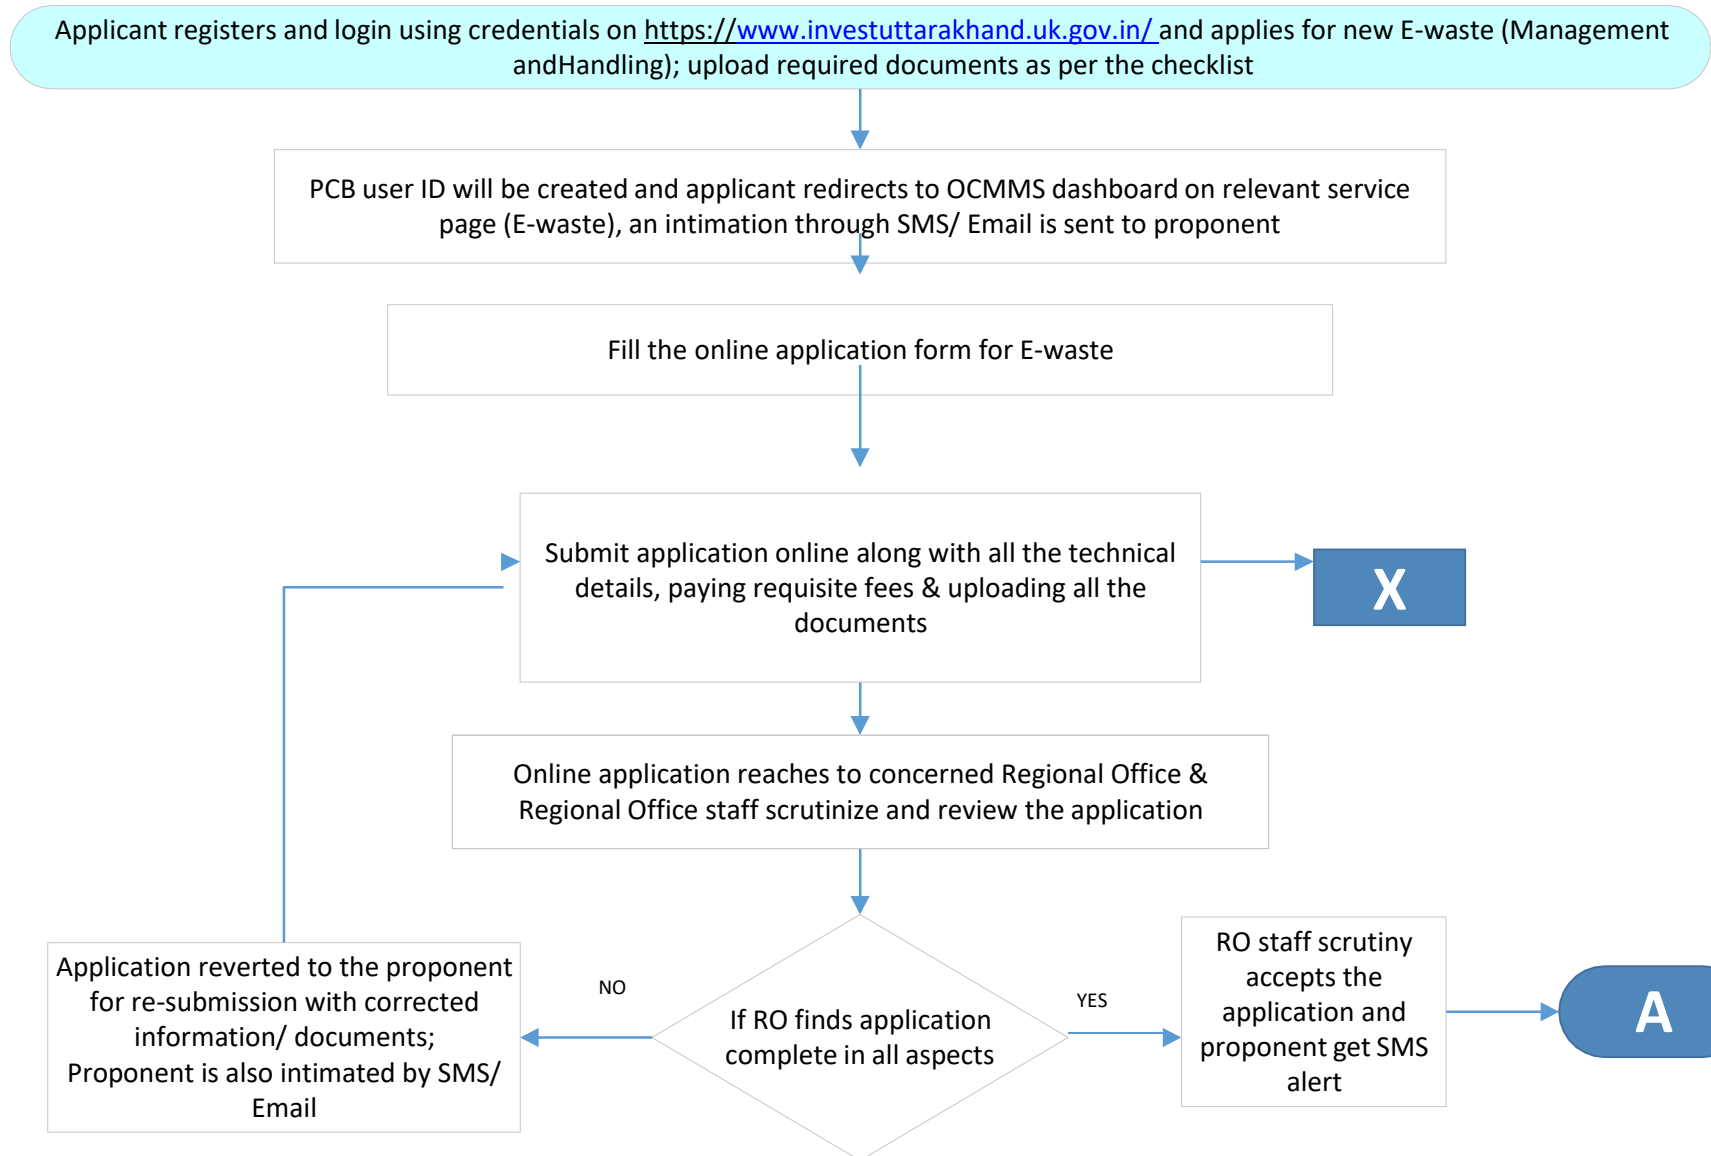 Applicant registers and login using credentials on https://www.investuttarakhand.uk.gov.in/ and applies for new E-waste (Management
andHandling); upload required documents as per the checklist
PCB user ID will be created and applicant redirects to OCMMS dashboard on relevant service
page (E-waste), an intimation through SMS/ Email is sent to proponent
Fill the online application form for E-waste
Submit application online along with all the technical
details, paying requisite fees & uploading all the
documents
X
Online application reaches to concerned Regional Office &
Regional Office staff scrutinize and review the application
Application reverted to the proponent
for re-submission with corrected
information/ documents;
Proponent is also intimated by SMS/
Email
NO
If RO finds application
complete in all aspects
YES
RO staff scrutiny
accepts the
application and
proponent get SMS
alert
A